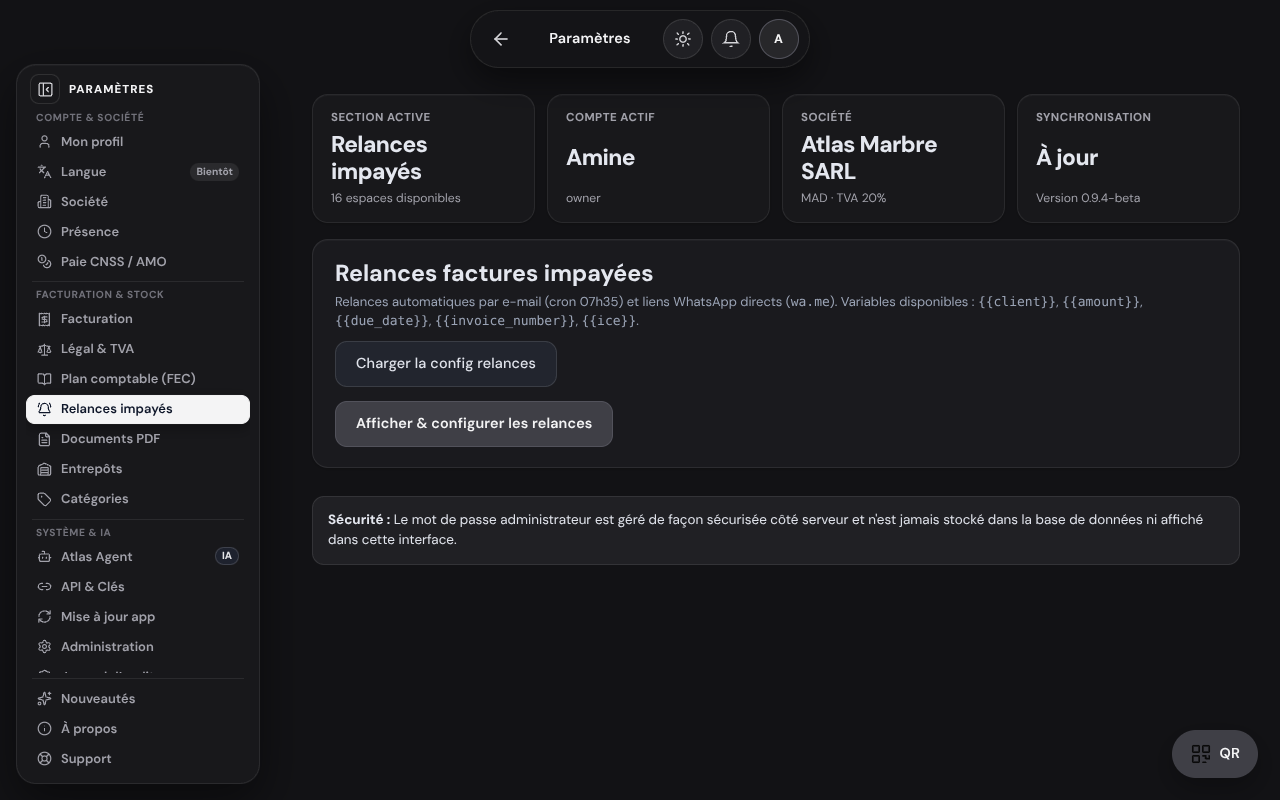 Paramètres
A
PARAMÈTRES
COMPTE & SOCIÉTÉ
Mon profil
Langue
Bientôt
Société
Présence
Paie CNSS / AMO
FACTURATION & STOCK
Facturation
Légal & TVA
Plan comptable (FEC)
Relances impayés
Documents PDF
Entrepôts
Catégories
SYSTÈME & IA
Atlas Agent
IA
API & Clés
Mise à jour app
Administration
Nouveautés
À propos
Support
SECTION ACTIVE
Relances
impayés
16 espaces disponibles
COMPTE ACTIF
Amine
owner
SOCIÉTÉ
Atlas Marbre
SARL
MAD · TVA 20%
SYNCHRONISATION
À jour
Version 0.9.4-beta
Relances factures impayées
Relances automatiques par e-mail (cron 07h35) et liens WhatsApp directs (wa.me). Variables disponibles : {{client}}, {{amount}},
{{due_date}}, {{invoice_number}}, {{ice}}.
Charger la config relances
Afficher & configurer les relances
Sécurité : Le mot de passe administrateur est géré de façon sécurisée côté serveur et n'est jamais stocké dans la base de données ni affiché
dans cette interface.
QR